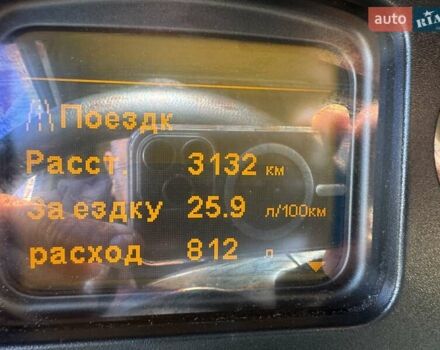 auto RIA
Поездк
Расст. 3132 км
За ездку 25.9 л/100км
расход 812 л